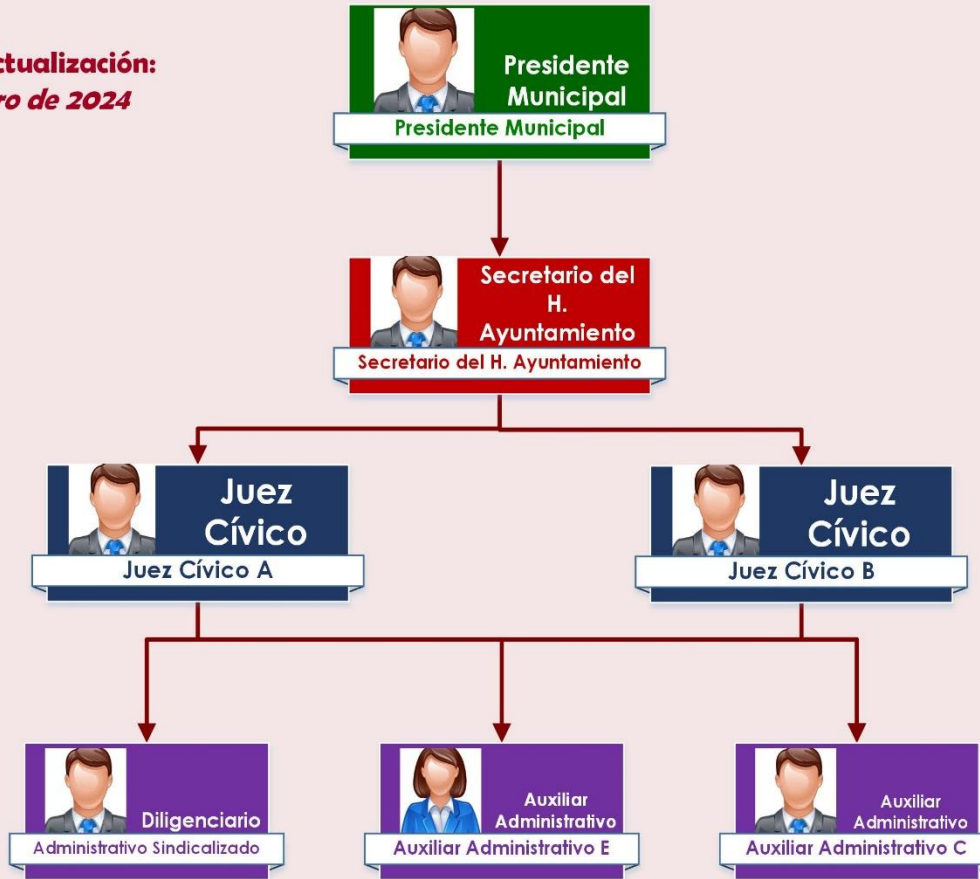 ctualización:
ro de 2024
Presidente
Municipal
Presidente Municipal
Secretario del
H.
Ayuntamiento
Secretario del H. Ayuntamiento
Juez
Cívico
Juez Cívico A
Juez
Cívico
Juez Cívico B
Diligenciario
Administrativo Sindicalizado
Auxiliar
Administrativo
Auxiliar Administrativo E
Auxiliar
Administrativo
Auxiliar Administrativo C